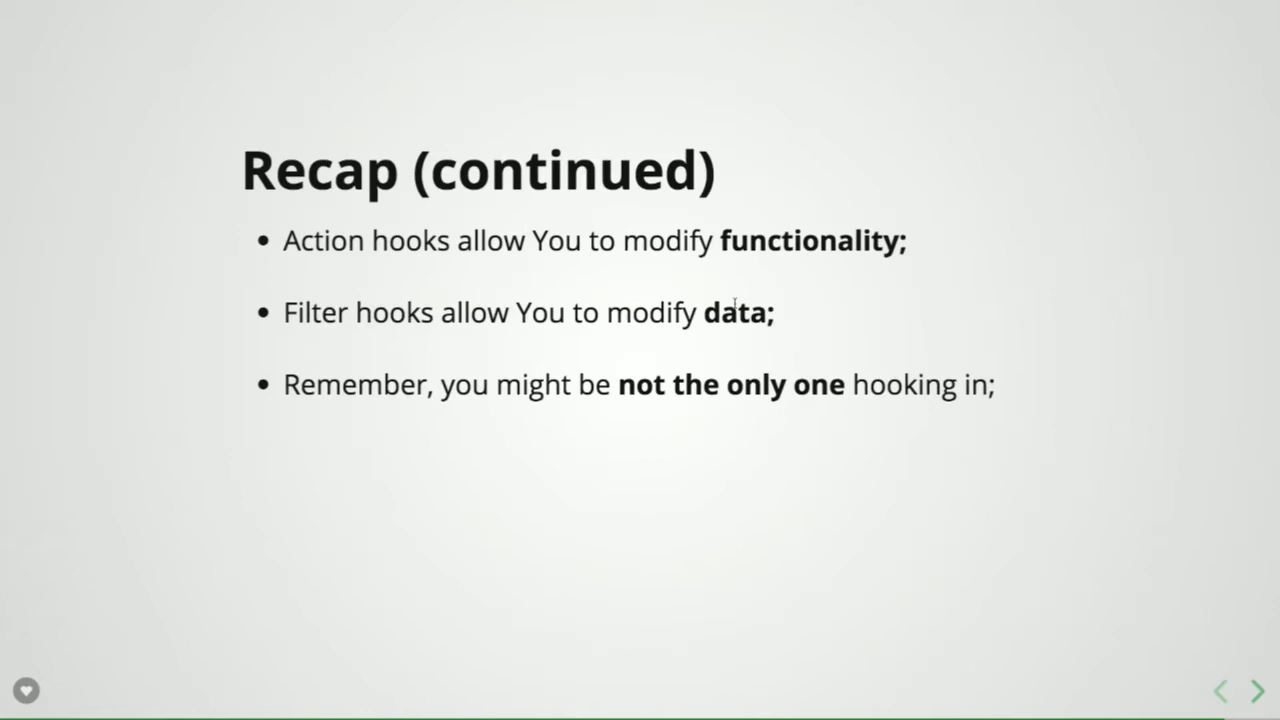 Recap (continued)
Action hooks allow You to modify functionality;
Filter hooks allow You to modify data;
Remember, you might be not the only one hooking in;